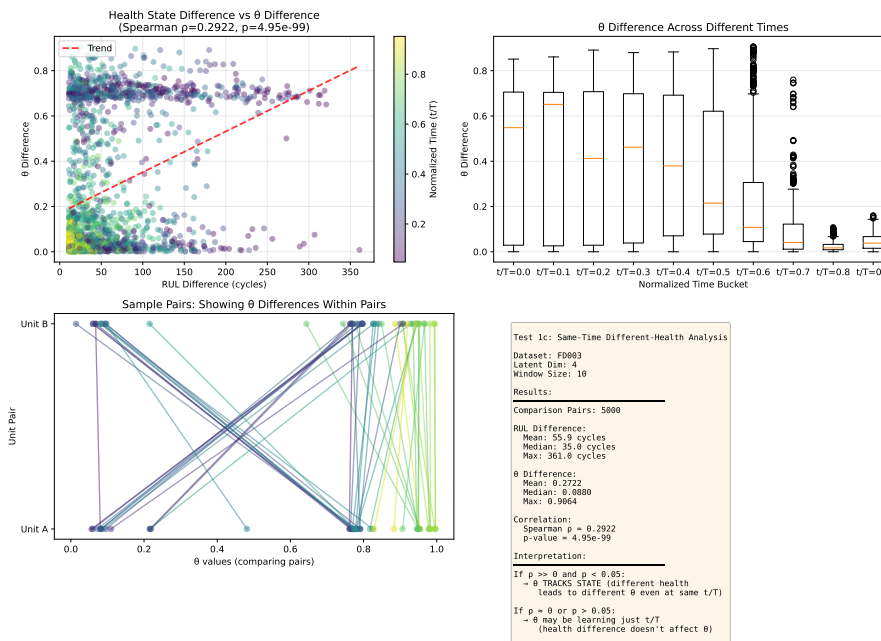 Health State Difference vs θ Difference
(Spearman ρ=0.2922, p=4.95e-99)
Trend
0.8
0.6
0.4
0.2
0.0
θ Difference
0 50 100 150 200 250 300 350
RUL Difference (cycles)
0.8
0.6
0.4
0.2
Normalized Time (t/T)
θ Difference Across Different Times
0.8
0.6
0.4
0.2
0.0
θ Difference
t/T=0.0 t/T=0.1 t/T=0.2 t/T=0.3 t/T=0.4 t/T=0.5 t/T=0.6 t/T=0.7 t/T=0.8 t/T=0.
Normalized Time Bucket
Sample Pairs: Showing θ Differences Within Pairs
Unit B
Unit A
Unit Pair
0.0 0.2 0.4 0.6 0.8 1.0
θ values (comparing pairs)
Test 1c: Same-Time Different-Health Analysis
Dataset: FD003
Latent Dim: 4
Window Size: 10
Results:
Comparison Pairs: 5000
RUL Difference:
Mean: 55.9 cycles
Median: 35.0 cycles
Max: 361.0 cycles
θ Difference:
Mean: 0.2722
Median: 0.0880
Max: 0.9064
Correlation:
Spearman ρ = 0.2922
p-value = 4.95e-99
Interpretation:
If ρ >> 0 and p < 0.05:
→ θ TRACKS STATE (different health
leads to different θ even at same t/T)
If ρ ≈ 0 or p > 0.05:
→ θ may be learning just t/T
(health difference doesn't affect θ)